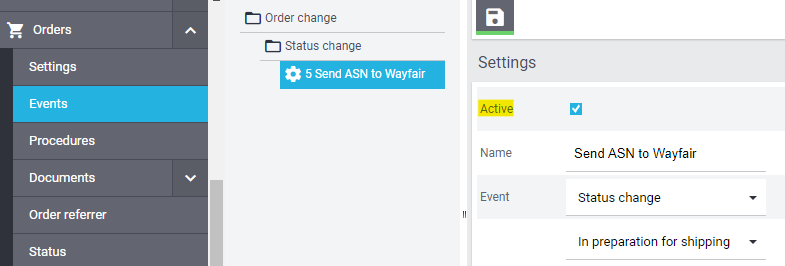 Orders
Settings
Events
Procedures
Documents
Order referrer
Status
Order change
Status change
5 Send ASN to Wayfair
Settings
Active
Name Send ASN to Wayfair
Event Status change
In preparation for shipping